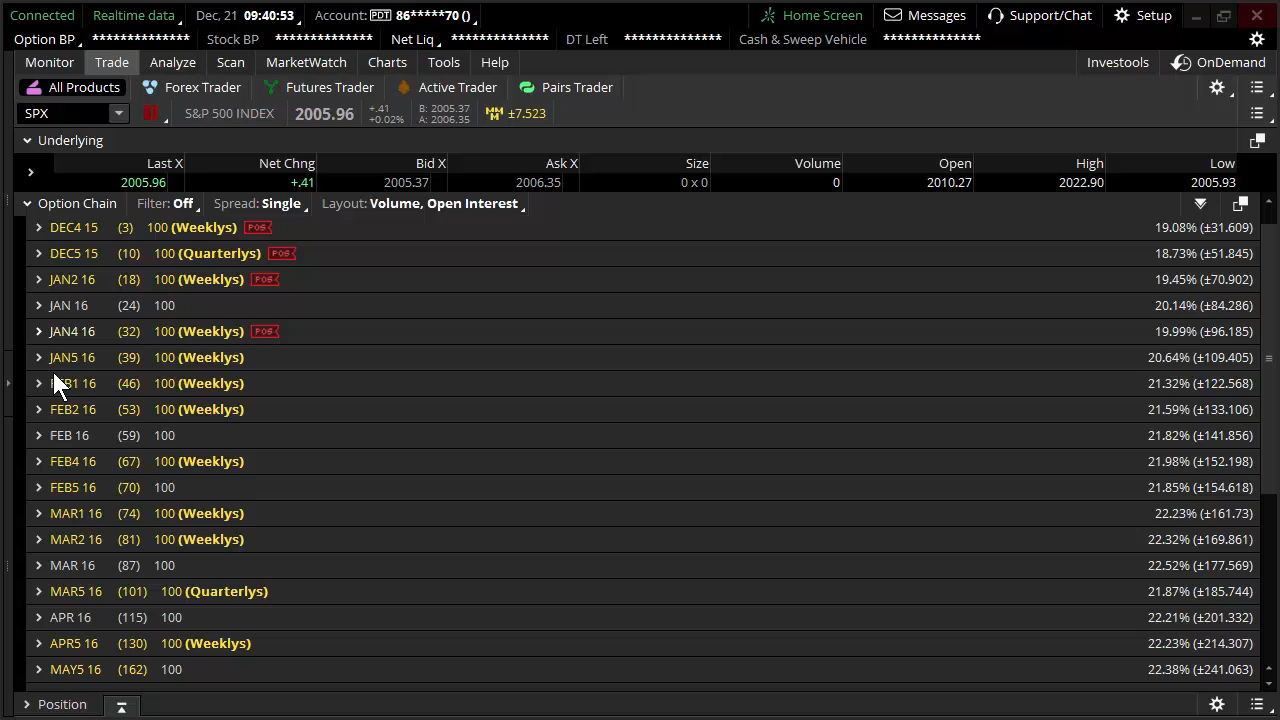 Connected Realtime data Dec, 21 09:40:53 Account: PDT 86*****70 () Home Screen Messages Support/Chat Setup
Option BP ************** Stock BP ************** Net Liq ************** DT Left ************** Cash & Sweep Vehicle **************
Monitor Trade Analyze Scan MarketWatch Charts Tools Help Investools OnDemand
All Products Forex Trader Futures Trader Active Trader Pairs Trader
SPX S&P 500 INDEX 2005.96 +.41 +0.02% B: 2005.37 A: 2006.35 ±7.523
Underlying
Last X Net Chng Bid X Ask X Size Volume Open High Low
2005.96 +.41 2005.37 2006.35 0 x 0 0 2010.27 2022.90 2005.93
Option Chain Filter: Off Spread: Single Layout: Volume, Open Interest
DEC4 15 (3) 100 (Weeklys) POS 19.08% (±31.609)
DEC5 15 (10) 100 (Quarterlys) POS 18.73% (±51.845)
JAN2 16 (18) 100 (Weeklys) POS 19.45% (±70.902)
JAN 16 (24) 100 20.14% (±84.286)
JAN4 16 (32) 100 (Weeklys) POS 19.99% (±96.185)
JAN5 16 (39) 100 (Weeklys) 20.64% (±109.405)
FEB1 16 (46) 100 (Weeklys) 21.32% (±122.568)
FEB2 16 (53) 100 (Weeklys) 21.59% (±133.106)
FEB 16 (59) 100 21.82% (±141.856)
FEB4 16 (67) 100 (Weeklys) 21.98% (±152.198)
FEB5 16 (70) 100 21.85% (±154.618)
MAR1 16 (74) 100 (Weeklys) 22.23% (±161.73)
MAR2 16 (81) 100 (Weeklys) 22.32% (±169.861)
MAR 16 (87) 100 22.52% (±177.569)
MAR5 16 (101) 100 (Quarterlys) 21.87% (±185.744)
APR 16 (115) 100 22.21% (±201.332)
APR5 16 (130) 100 (Weeklys) 22.23% (±214.307)
MAY5 16 (162) 100 22.38% (±241.063)
Position